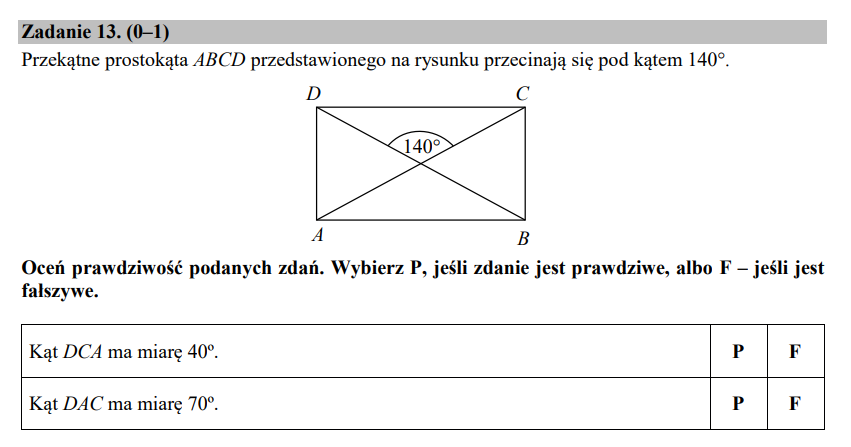 Zadanie 13. (0–1)
Przekątne prostokąta ABCD przedstawionego na rysunku przecinają się pod kątem 140°.
D C
140°
A B
Oceń prawdziwość podanych zdań. Wybierz P, jeśli zdanie jest prawdziwe, albo F – jeśli jest
fałszywe.
Kąt DCA ma miarę 40º. P F
Kąt DAC ma miarę 70º. P F